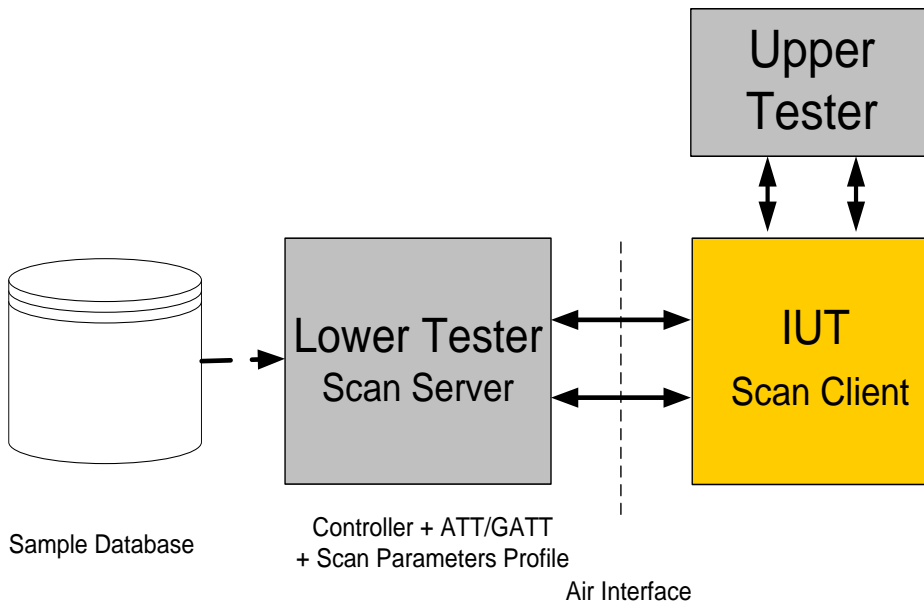 Upper
Tester
Lower Tester
Scan Server
IUT
Scan Client
Sample Database
Controller + ATT/GATT
+ Scan Parameters Profile
Air Interface